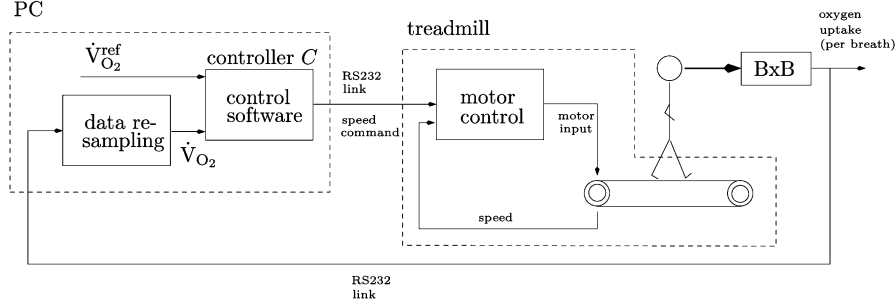 PC
V̇O₂ʳᵉᶠ
controller C
control
software
data re-
sampling
V̇O₂
RS232
link
speed
command
treadmill
motor
control
motor
input
speed
BxB
oxygen
uptake
(per breath)
RS232
link